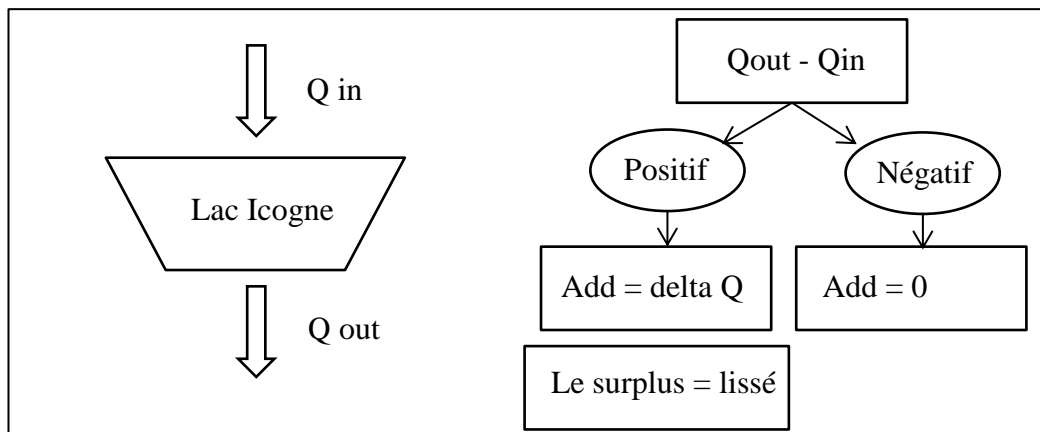 Q in
Lac Icogne
Q out
Qout - Qin
Positif
Négatif
Add = delta Q
Add = 0
Le surplus = lissé